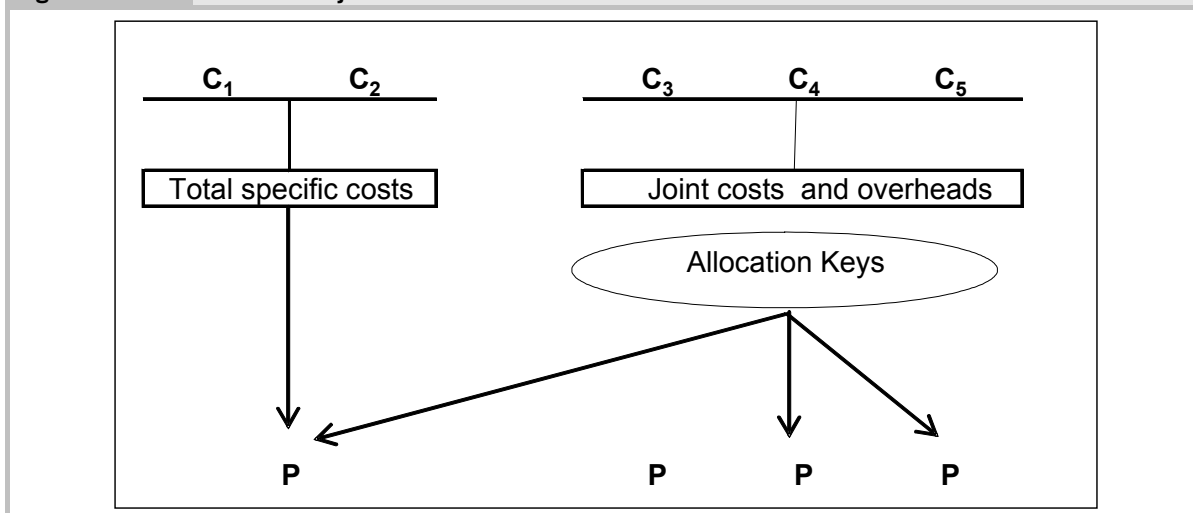 C₁ C₂ C₃ C₄ C₅
Total specific costs Joint costs and overheads
Allocation Keys
P P P P